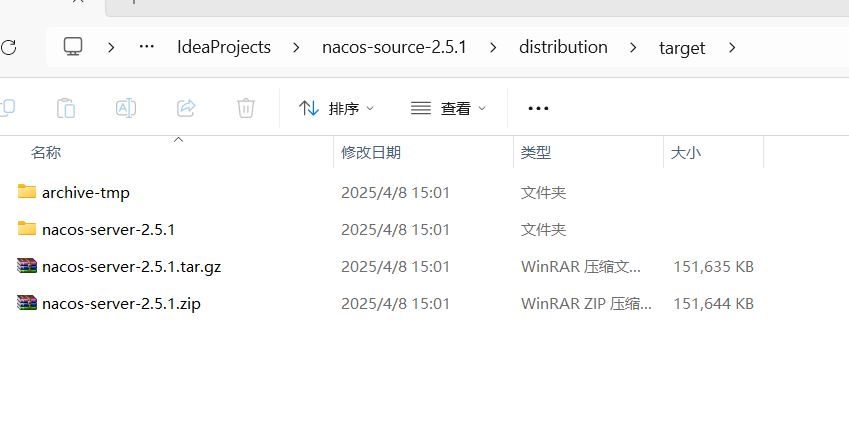 IdeaProjects > nacos-source-2.5.1 > distribution > target >
排序 查看
名称 修改日期 类型 大小
archive-tmp 2025/4/8 15:01 文件夹
nacos-server-2.5.1 2025/4/8 15:01 文件夹
nacos-server-2.5.1.tar.gz 2025/4/8 15:01 WinRAR 压缩文... 151,635 KB
nacos-server-2.5.1.zip 2025/4/8 15:01 WinRAR ZIP 压缩... 151,644 KB